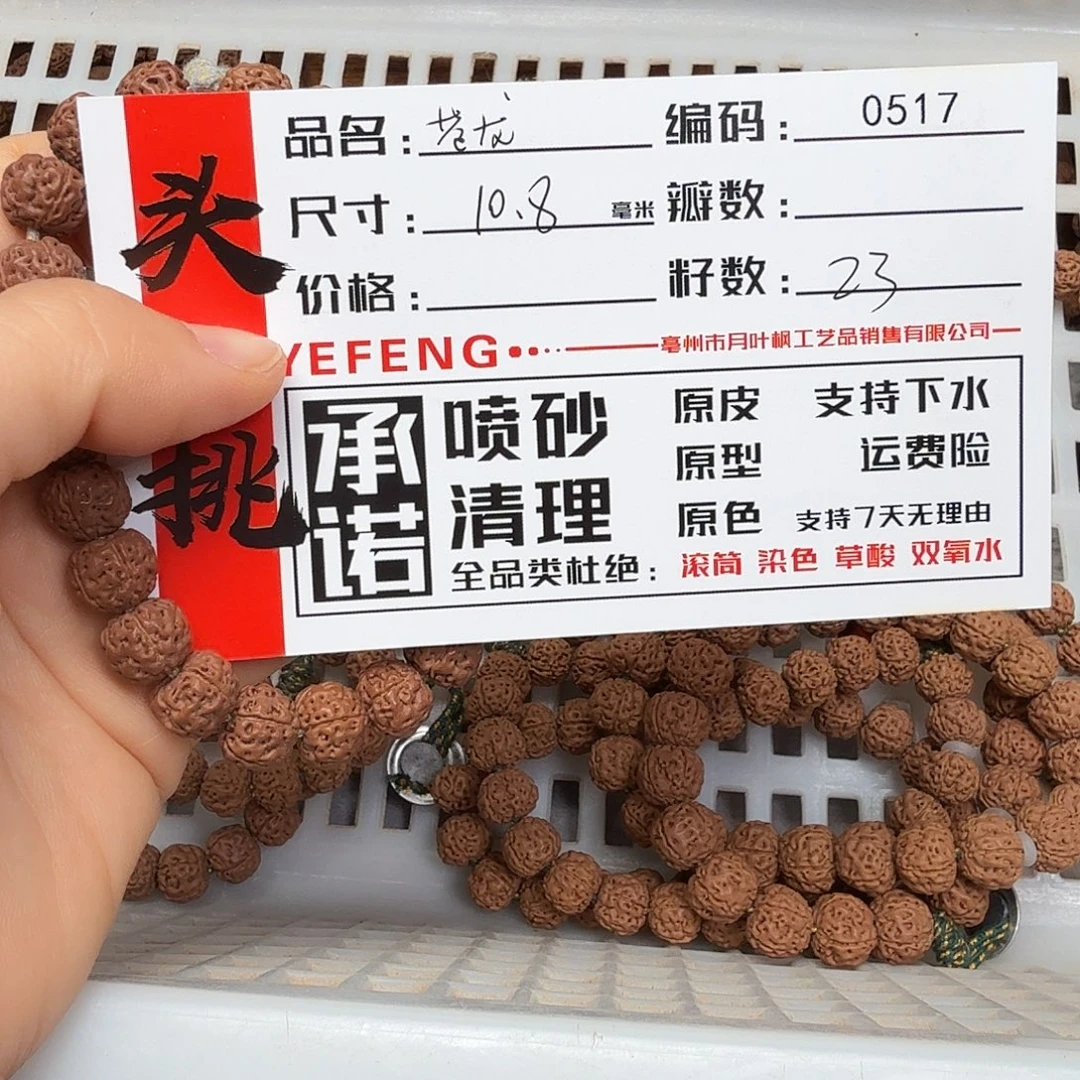 头挑
品名：苍龙 编码：0517
尺寸：10.8 毫米 瓣数：
价格： 籽数：23
YEFENG 亳州市月叶枫工艺品销售有限公司
承诺
喷砂 原皮 支持下水
清理 原型 运费险
原色 支持7天无理由
全品类杜绝：滚筒 染色 草酸 双氧水